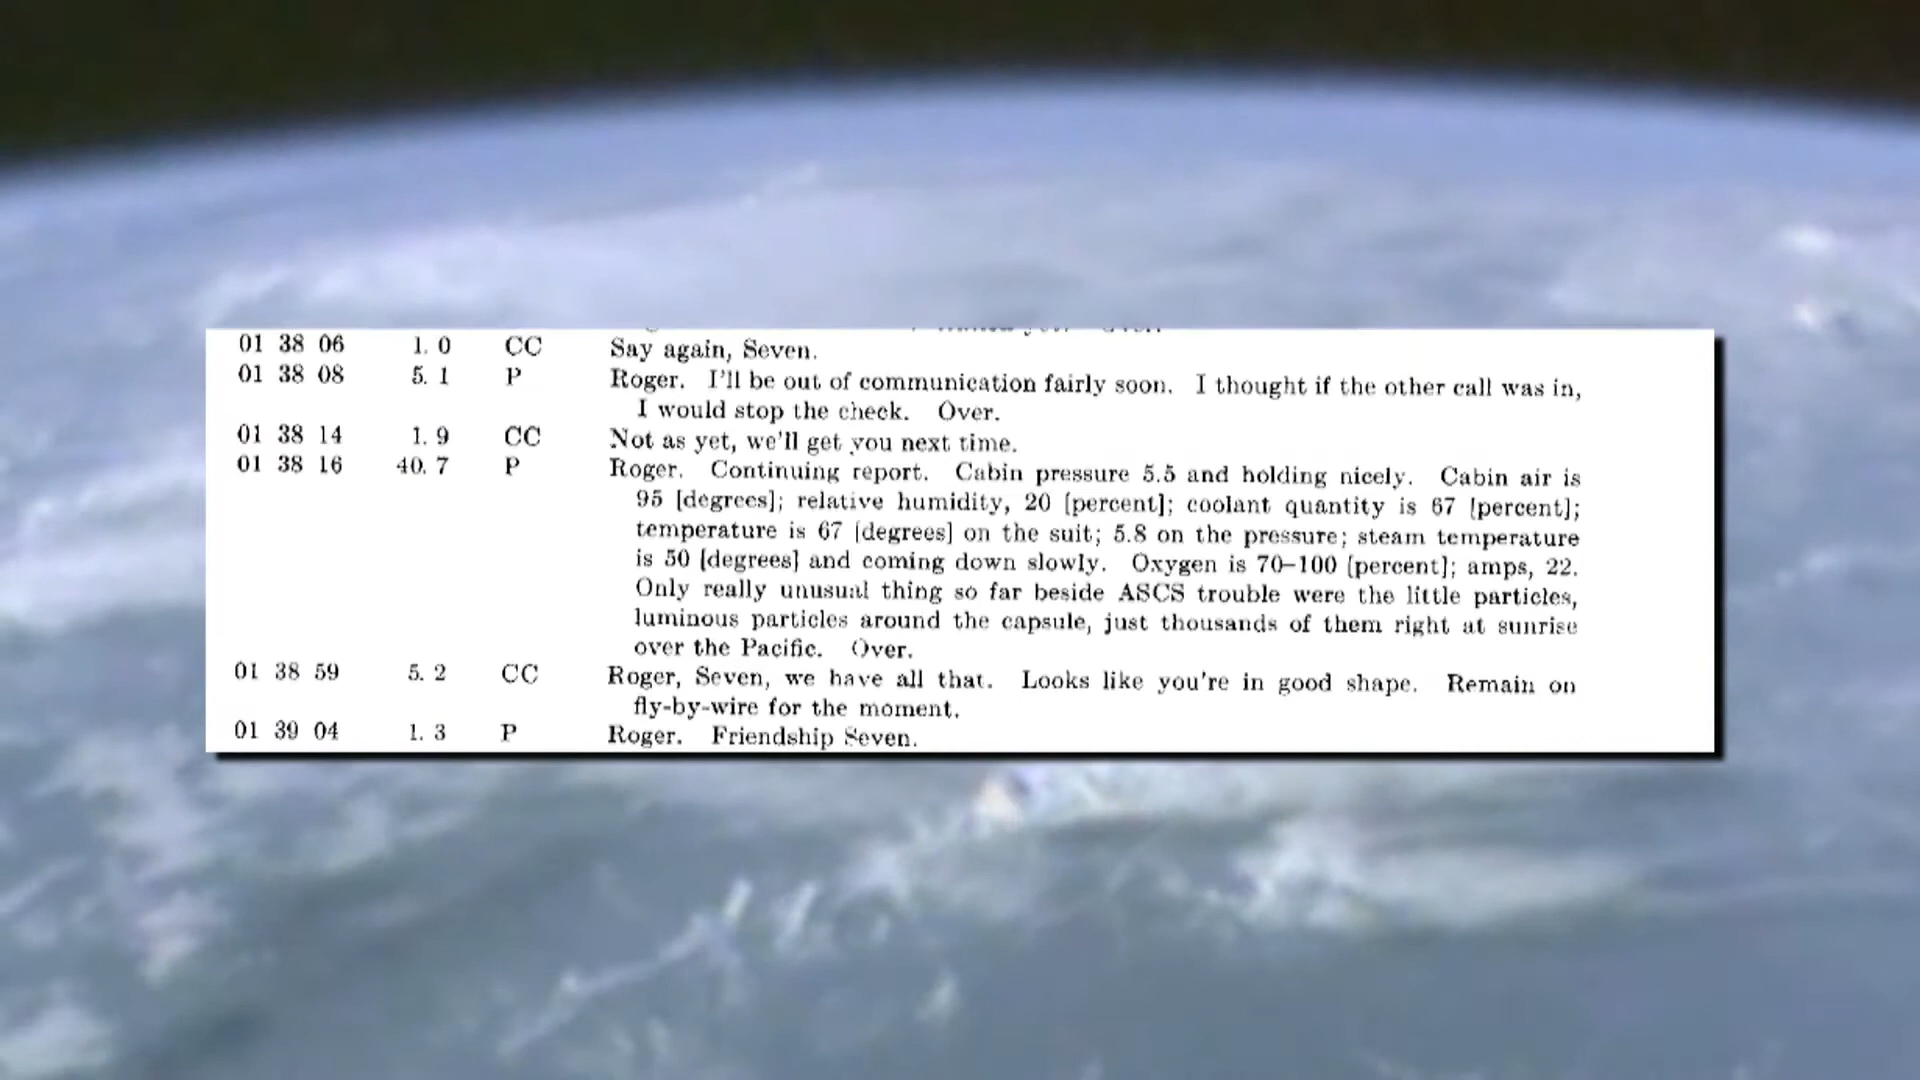 01 38 06 1. 0 CC Say again, Seven.
01 38 08 5. 1 P Roger. I'll be out of communication fairly soon. I thought if the other call was in,
I would stop the check. Over.
01 38 14 1. 9 CC Not as yet, we'll get you next time.
01 38 16 40. 7 P Roger. Continuing report. Cabin pressure 5.5 and holding nicely. Cabin air is
95 [degrees]; relative humidity, 20 [percent]; coolant quantity is 67 [percent];
temperature is 67 [degrees] on the suit; 5.8 on the pressure; steam temperature
is 50 [degrees] and coming down slowly. Oxygen is 70–100 [percent]; amps, 22.
Only really unusual thing so far beside ASCS trouble were the little particles,
luminous particles around the capsule, just thousands of them right at sunrise
over the Pacific. Over.
01 38 59 5. 2 CC Roger, Seven, we have all that. Looks like you're in good shape. Remain on
fly-by-wire for the moment.
01 39 04 1. 3 P Roger. Friendship Seven.